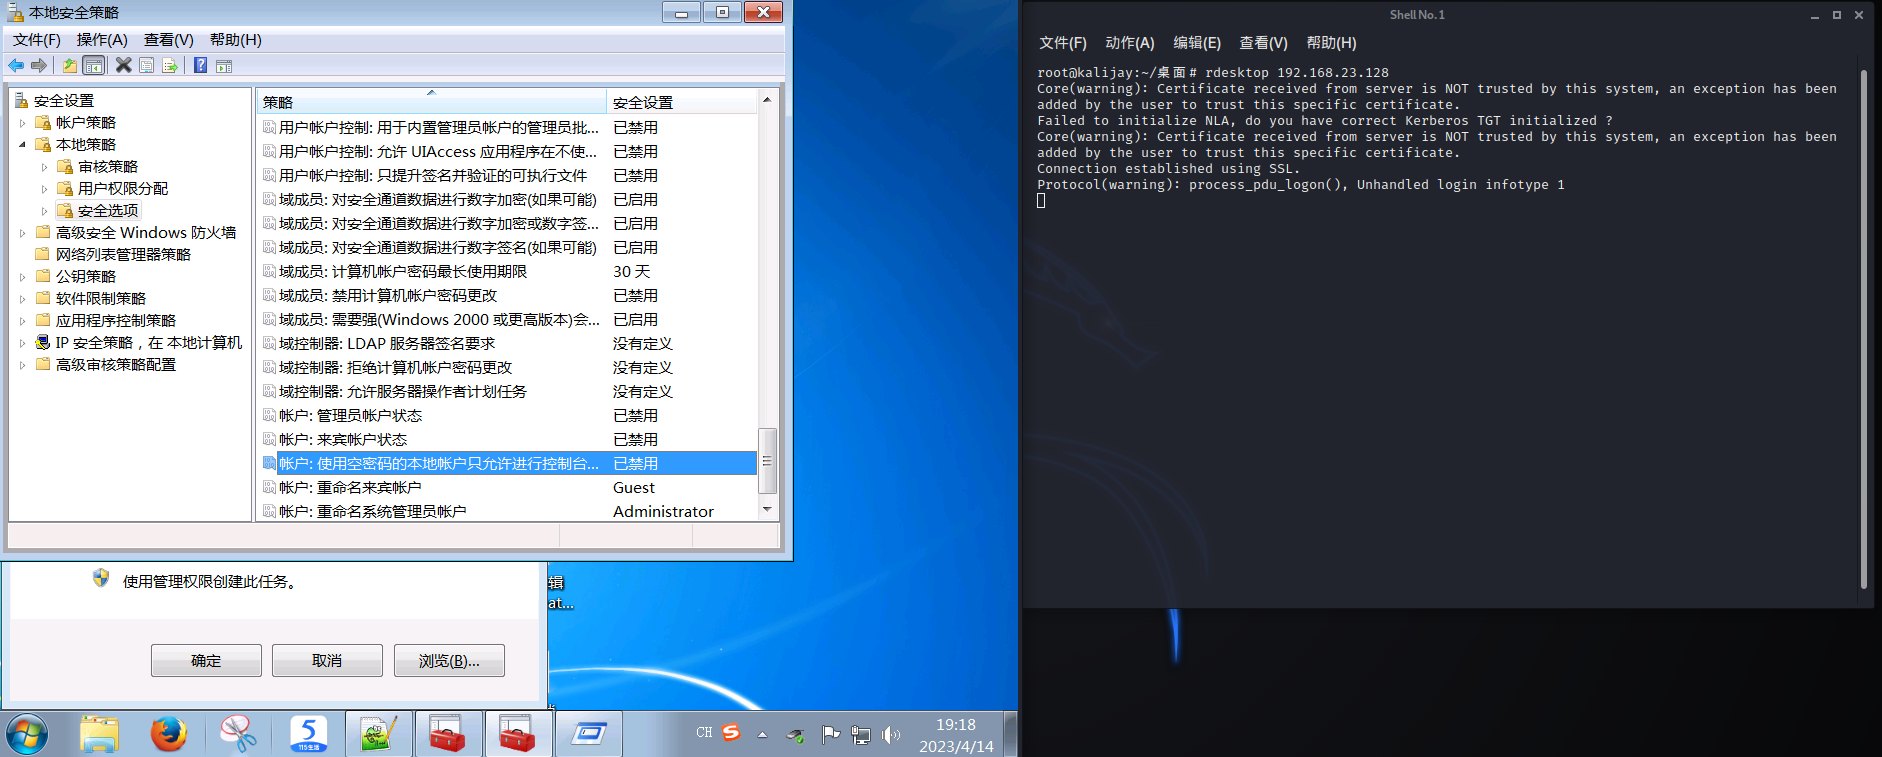 本地安全策略
文件(F) 操作(A) 查看(V) 帮助(H)
安全设置
帐户策略
本地策略
审核策略
用户权限分配
安全选项
高级安全 Windows 防火墙
网络列表管理器策略
公钥策略
软件限制策略
应用程序控制策略
IP 安全策略，在 本地计算机
高级审核策略配置
策略 安全设置
用户帐户控制: 用于内置管理员帐户的管理员批... 已禁用
用户帐户控制: 允许 UIAccess 应用程序在不使... 已禁用
用户帐户控制: 只提升签名并验证的可执行文件 已禁用
域成员: 对安全通道数据进行数字加密(如果可能) 已启用
域成员: 对安全通道数据进行数字加密或数字签... 已启用
域成员: 对安全通道数据进行数字签名(如果可能) 已启用
域成员: 计算机帐户密码最长使用期限 30 天
域成员: 禁用计算机帐户密码更改 已禁用
域成员: 需要强(Windows 2000 或更高版本)会... 已启用
域控制器: LDAP 服务器签名要求 没有定义
域控制器: 拒绝计算机帐户密码更改 没有定义
域控制器: 允许服务器操作者计划任务 没有定义
帐户: 管理员帐户状态 已禁用
帐户: 来宾帐户状态 已禁用
帐户: 使用空密码的本地帐户只允许进行控制台... 已禁用
帐户: 重命名来宾帐户 Guest
帐户: 重命名系统管理员帐户 Administrator
使用管理权限创建此任务。
确定 取消 浏览(B)...
辑
at...
5
115生活
CH
19:18
2023/4/14
Shell No. 1
文件(F) 动作(A) 编辑(E) 查看(V) 帮助(H)
root@kalijay:~/桌面# rdesktop 192.168.23.128
Core(warning): Certificate received from server is NOT trusted by this system, an exception has been
added by the user to trust this specific certificate.
Failed to initialize NLA, do you have correct Kerberos TGT initialized ?
Core(warning): Certificate received from server is NOT trusted by this system, an exception has been
added by the user to trust this specific certificate.
Connection established using SSL.
Protocol(warning): process_pdu_logon(), Unhandled login infotype 1